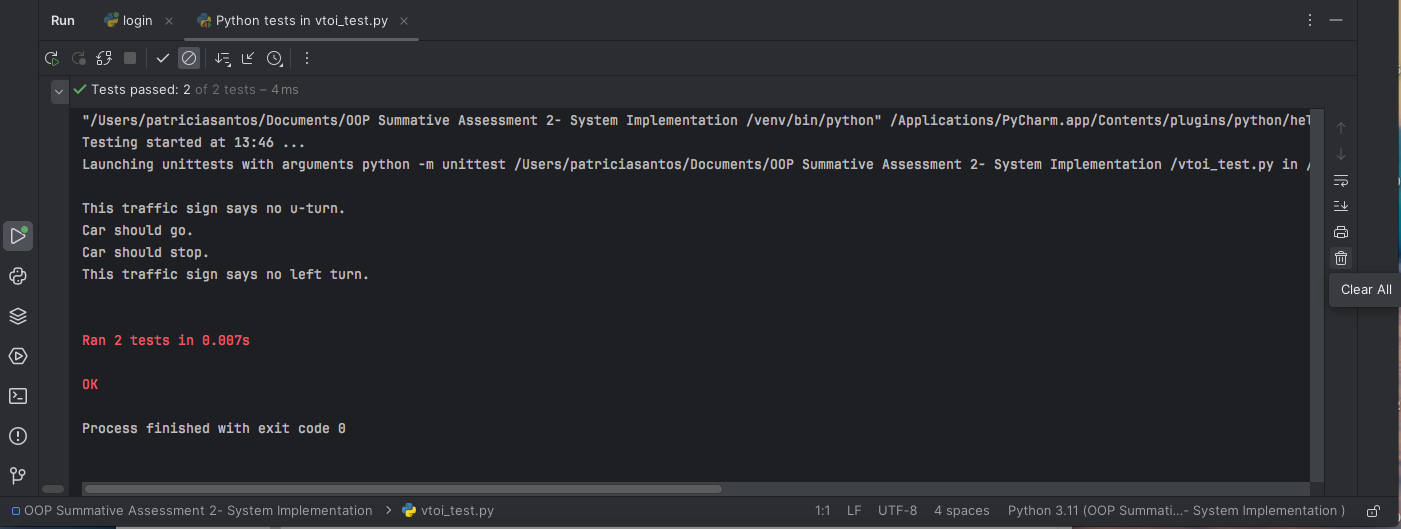 Run login Python tests in vtoi_test.py
Tests passed: 2 of 2 tests – 4 ms
"/Users/patriciasantos/Documents/OOP Summative Assessment 2- System Implementation /venv/bin/python" /Applications/PyCharm.app/Contents/plugins/python/hel
Testing started at 13:46 ...
Launching unittests with arguments python -m unittest /Users/patriciasantos/Documents/OOP Summative Assessment 2- System Implementation /vtoi_test.py in /
This traffic sign says no u-turn.
Car should go.
Car should stop.
This traffic sign says no left turn.
Clear All
Ran 2 tests in 0.007s
OK
Process finished with exit code 0
OOP Summative Assessment 2- System Implementation > vtoi_test.py 1:1 LF UTF-8 4 spaces Python 3.11 (OOP Summati...- System Implementation )